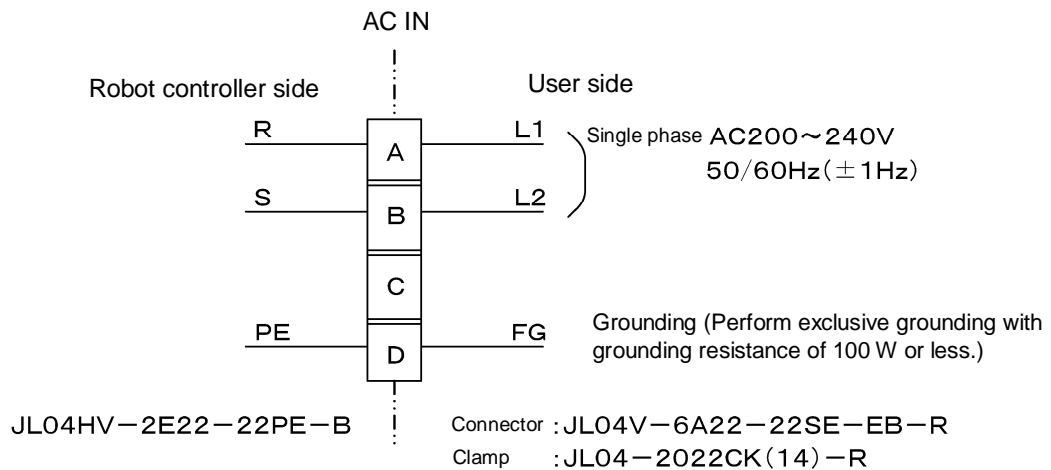 AC IN
Robot controller side
User side
R
A
L1
Single phase AC200～240V
50/60Hz(±1Hz)
S
B
L2
C
PE
D
FG
Grounding (Perform exclusive grounding with
grounding resistance of 100 W or less.)
JL04HV－2E22－22PE－B
Connector :JL04V－6A22－22SE－EB－R
Clamp :JL04－2022CK(14)－R